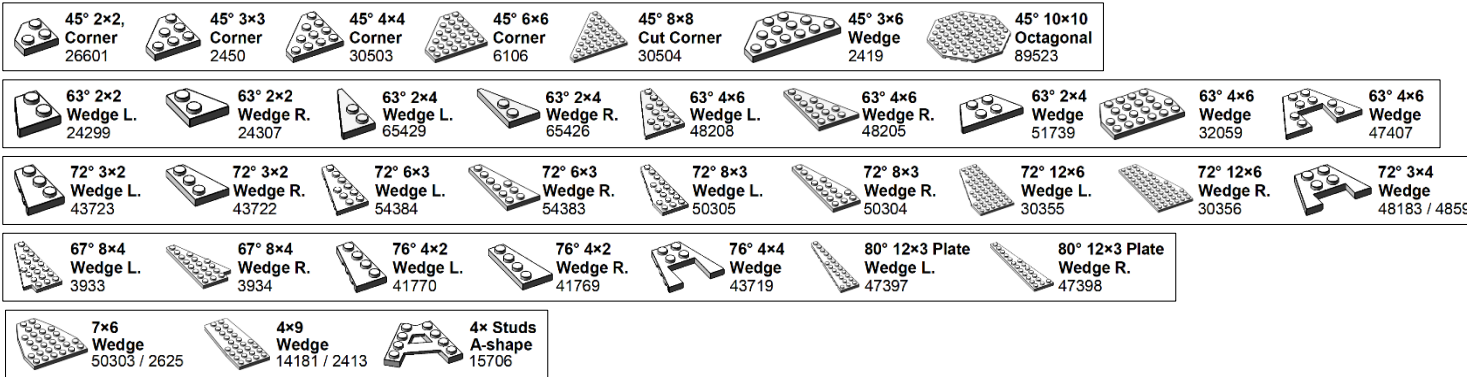 45° 2×2,
Corner
26601
45° 3×3
Corner
2450
45° 4×4
Corner
30503
45° 6×6
Corner
6106
45° 8×8
Cut Corner
30504
45° 3×6
Wedge
2419
45° 10×10
Octagonal
89523
63° 2×2
Wedge L.
24299
63° 2×2
Wedge R.
24307
63° 2×4
Wedge L.
65429
63° 2×4
Wedge R.
65426
63° 4×6
Wedge L.
48208
63° 4×6
Wedge R.
48205
63° 2×4
Wedge
51739
63° 4×6
Wedge
32059
63° 4×6
Wedge
47407
72° 3×2
Wedge L.
43723
72° 3×2
Wedge R.
43722
72° 6×3
Wedge L.
54384
72° 6×3
Wedge R.
54383
72° 8×3
Wedge L.
50305
72° 8×3
Wedge R.
50304
72° 12×6
Wedge L.
30355
72° 12×6
Wedge R.
30356
72° 3×4
Wedge
48183 / 4859
67° 8×4
Wedge L.
3933
67° 8×4
Wedge R.
3934
76° 4×2
Wedge L.
41770
76° 4×2
Wedge R.
41769
76° 4×4
Wedge
43719
80° 12×3 Plate
Wedge L.
47397
80° 12×3 Plate
Wedge R.
47398
7×6
Wedge
50303 / 2625
4×9
Wedge
14181 / 2413
4× Studs
A-shape
15706